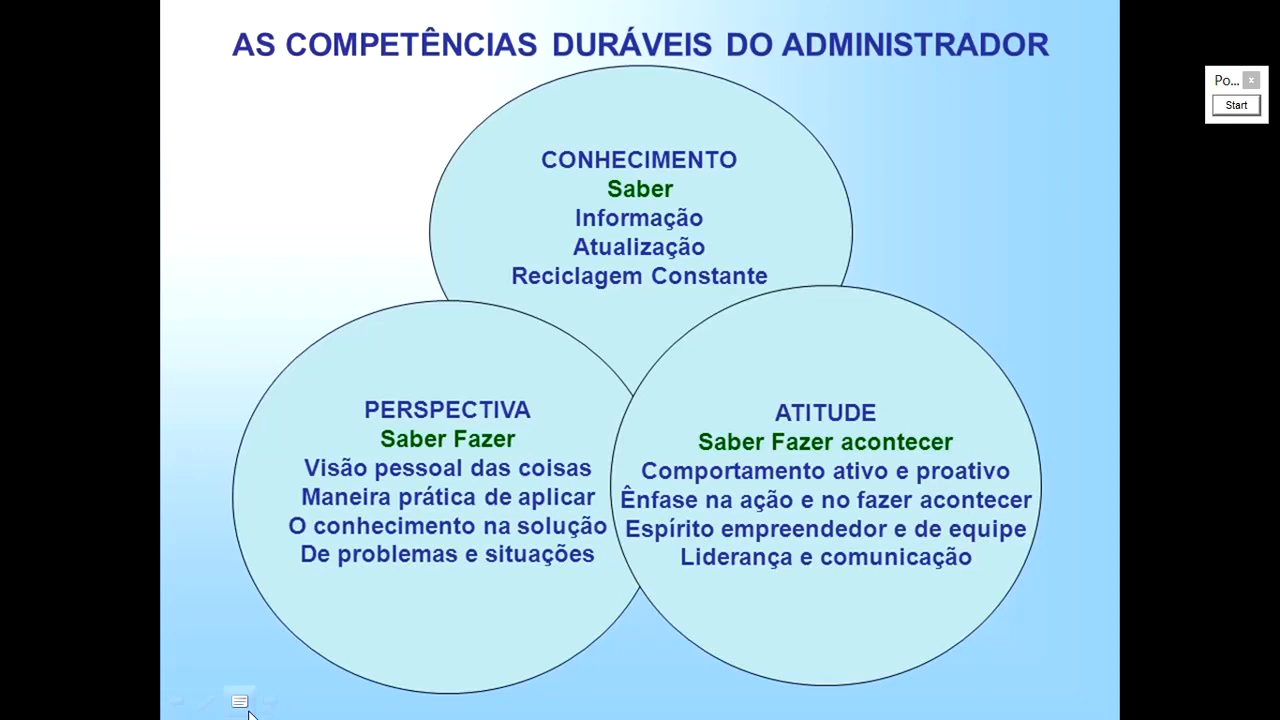 AS COMPETÊNCIAS DURÁVEIS DO ADMINISTRADOR
Po...
x
Start
CONHECIMENTO
Saber
Informação
Atualização
Reciclagem Constante
PERSPECTIVA
Saber Fazer
Visão pessoal das coisas
Maneira prática de aplicar
O conhecimento na solução
De problemas e situações
ATITUDE
Saber Fazer acontecer
Comportamento ativo e proativo
Ênfase na ação e no fazer acontecer
Espírito empreendedor e de equipe
Liderança e comunicação